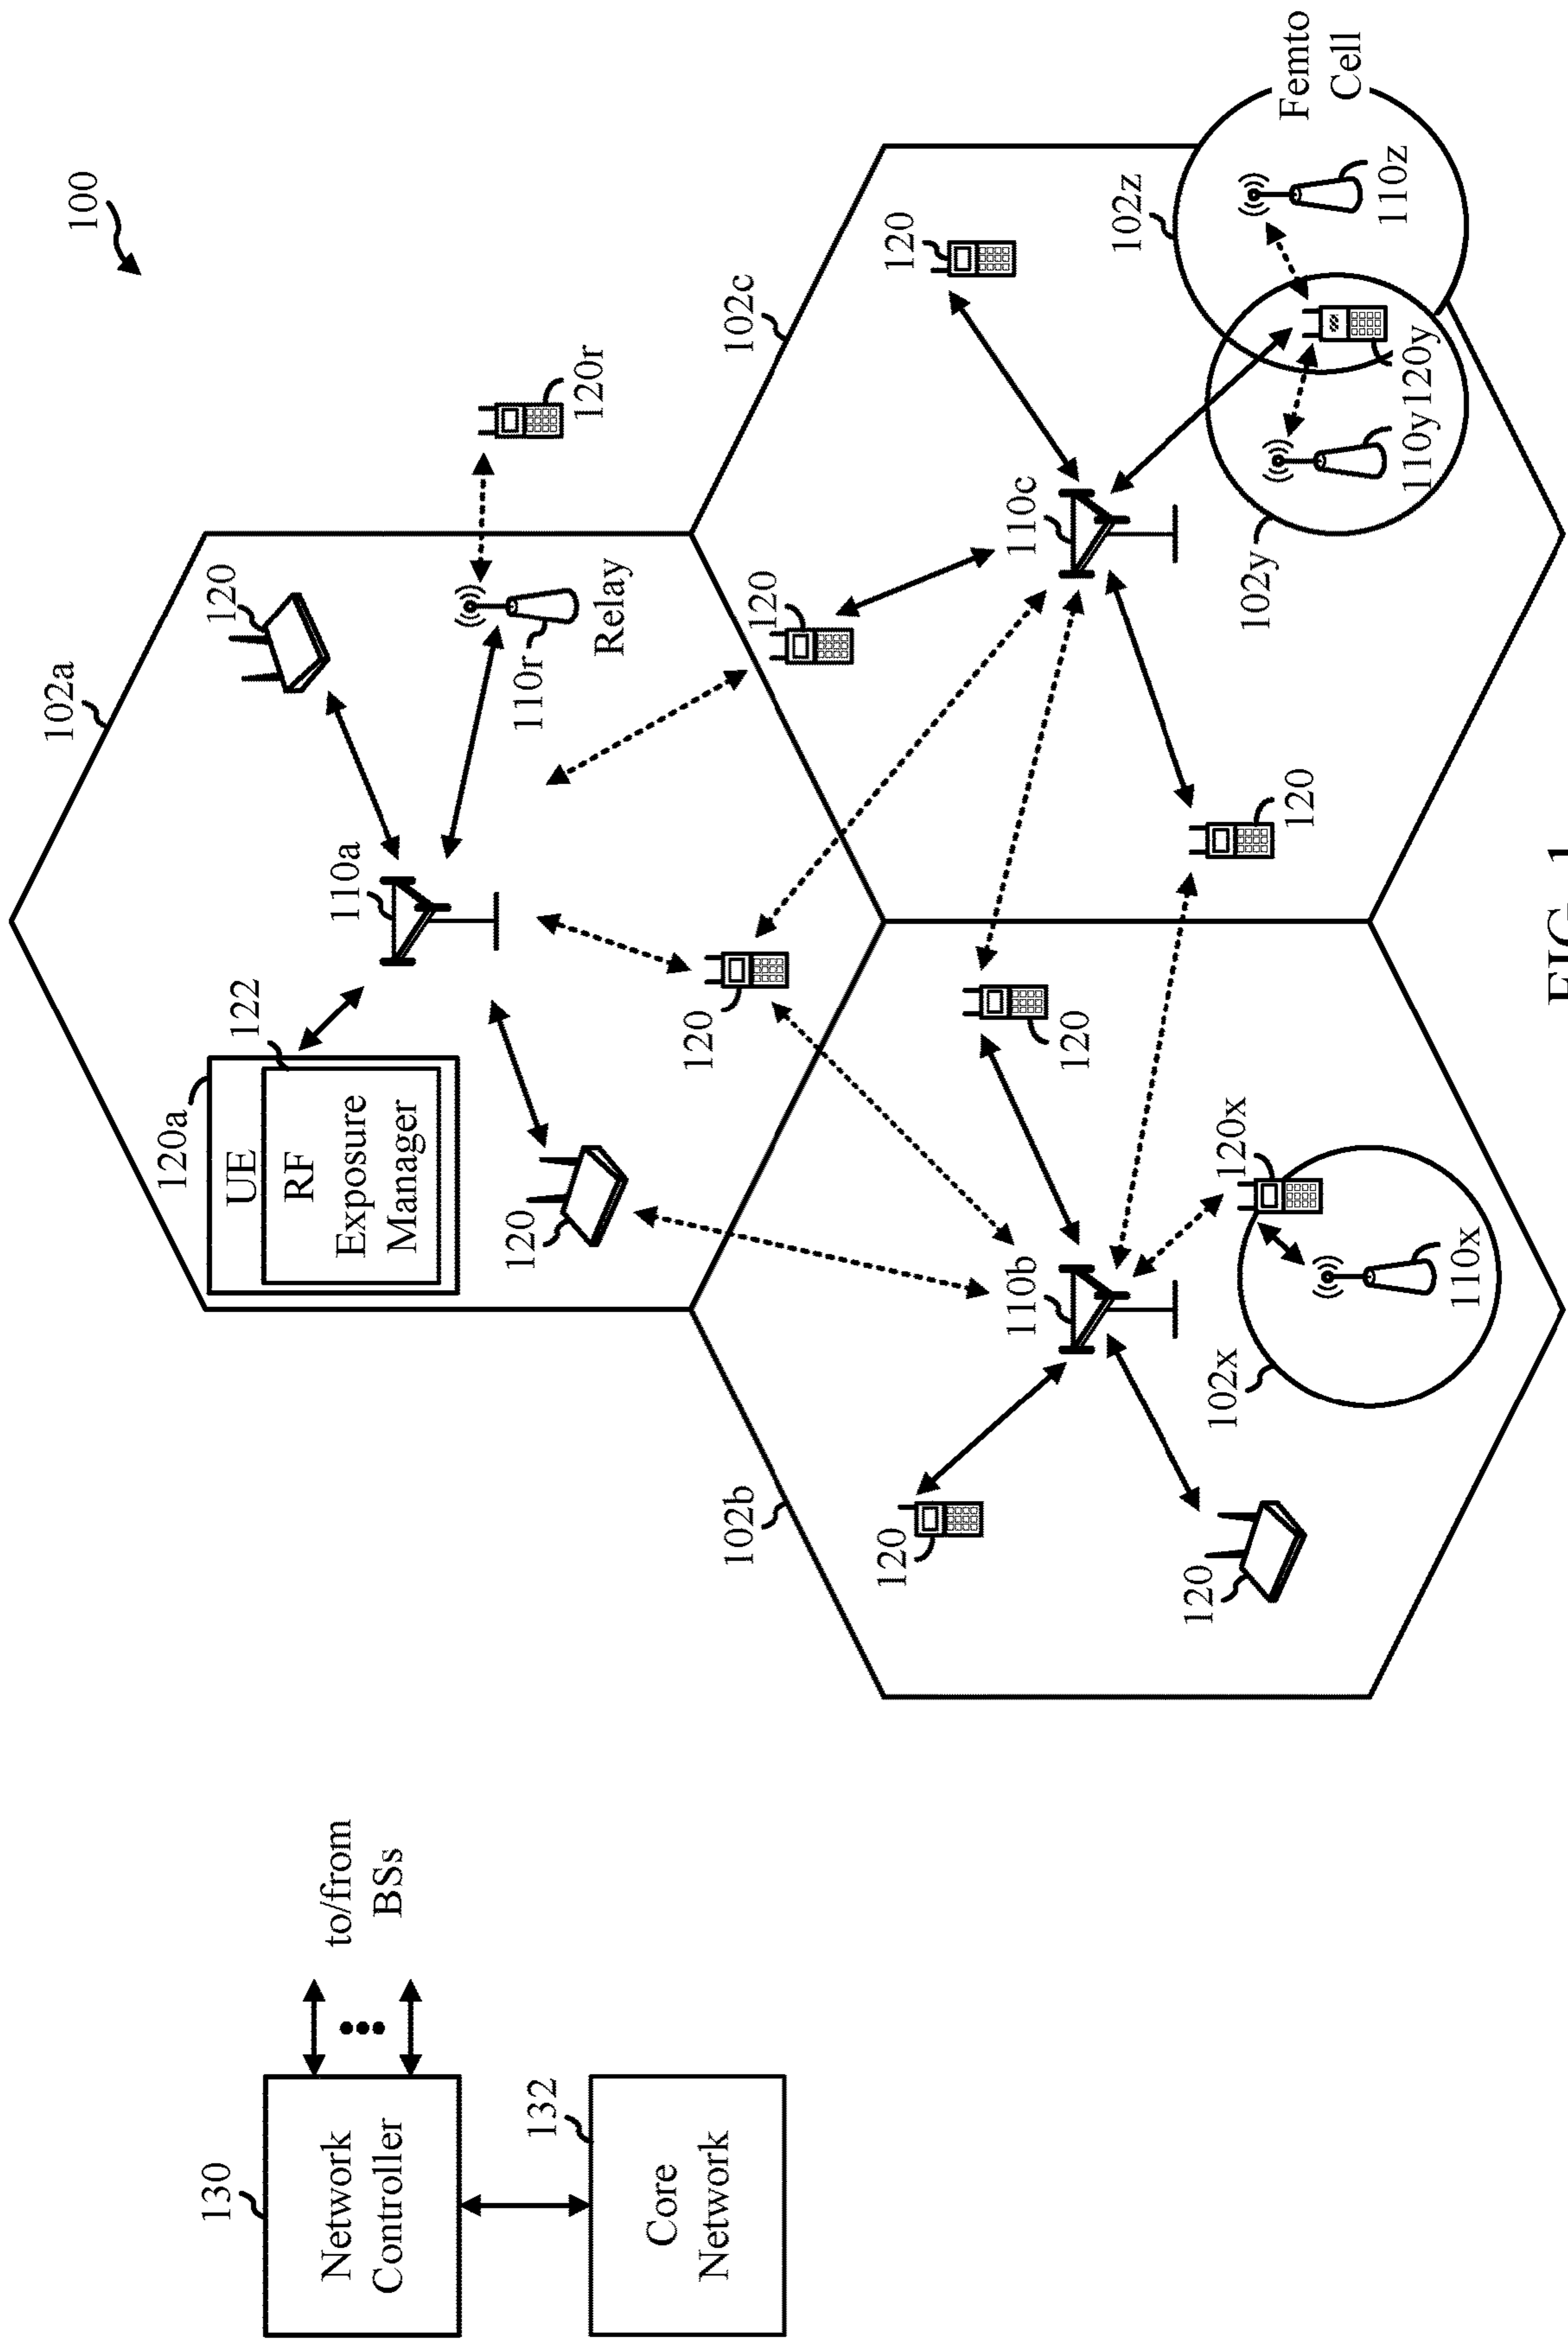 100
102a
120a
UE
122
RF
Exposure
Manager
110a
120
120
110r
Relay
120r
120
130
Network
Controller
to/from
BSs
132
Core
Network
102b
102c
120
120
120
110c
120
120
110b
120
120
102x
120x
110x
102y
110y
120y
102z
110z
Femto
Cell
FIG. 1